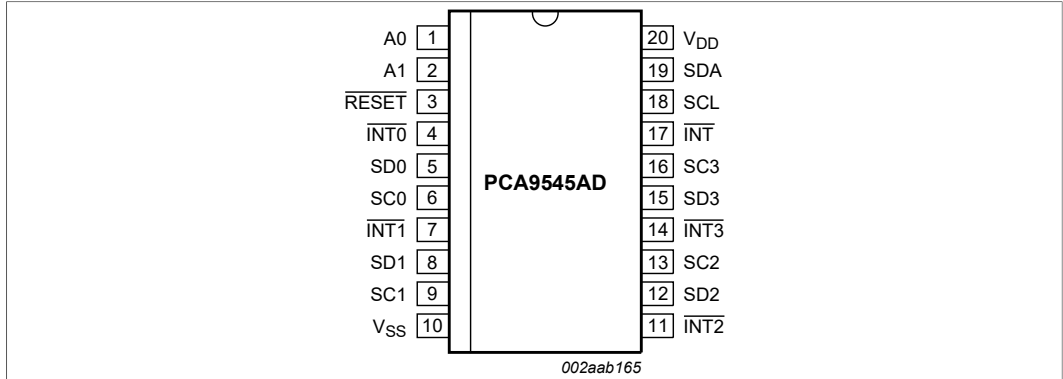 A0 1 20 VDD
A1 2 19 SDA
RESET 3 18 SCL
INT0 4 17 INT
SD0 5 16 SC3
SC0 6 PCA9545AD 15 SD3
INT1 7 14 INT3
SD1 8 13 SC2
SC1 9 12 SD2
VSS 10 11 INT2
002aab165